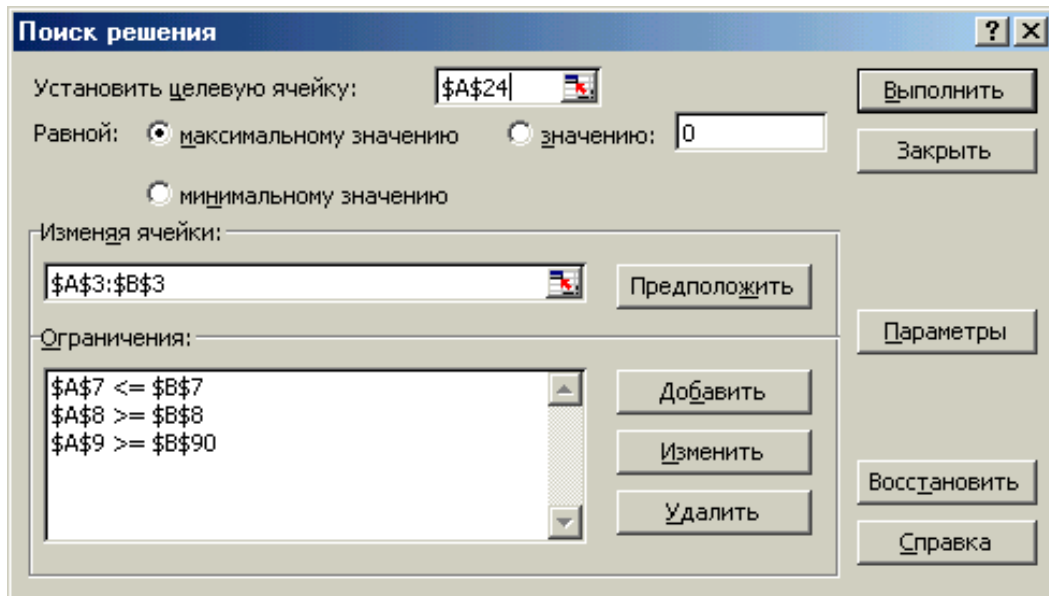 Поиск решения
Установить целевую ячейку: $A$24
Выполнить
Равной: максимальному значению значению: 0
Закрыть
минимальному значению
Изменяя ячейки:
$A$3:$B$3
Предположить
Ограничения:
Параметры
$A$7 <= $B$7
$A$8 >= $B$8
$A$9 >= $B$90
Добавить
Изменить
Восстановить
Удалить
Справка